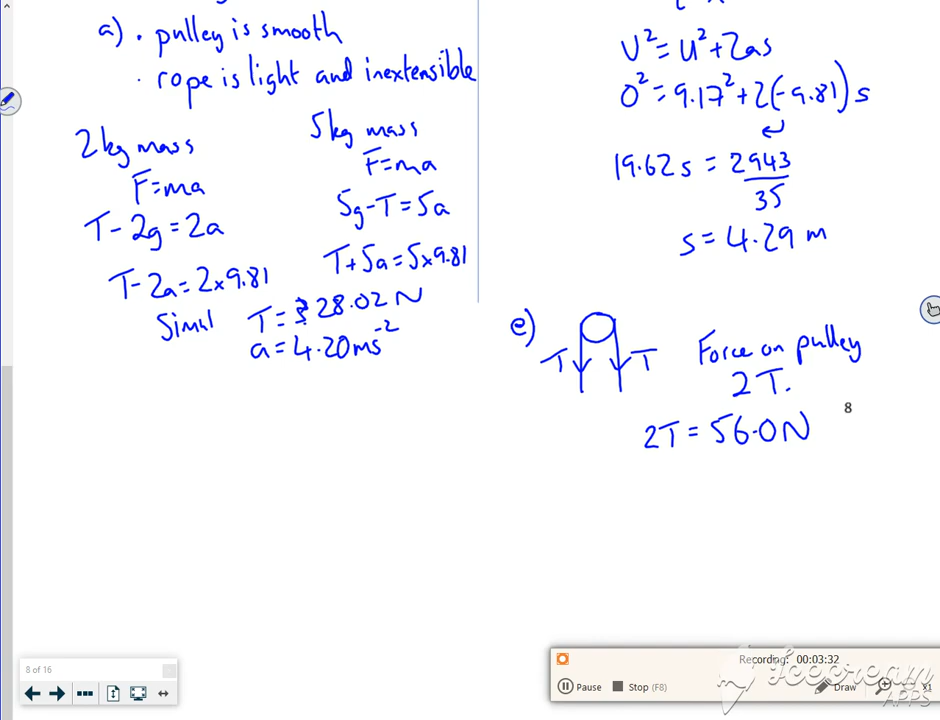 a) • pulley is smooth
• rope is light and inextensible
2kg mass
F=ma
T-2g=2a
T-2a=2×9.81
5kg mass
F=ma
5g-T=5a
T+5a=5×9.81
Simul
T= 28.02N
a=4.20ms⁻²
V²=U²+2as
0²=9.17²+2(-9.81)s
19.62s=2943/35
s=4.29m
e)
T T
Force on pulley
2T.
2T=56.0N
8
8 of 16
Recording: 00:03:32
Pause Stop (F8) Draw x1
Icecream
APPS